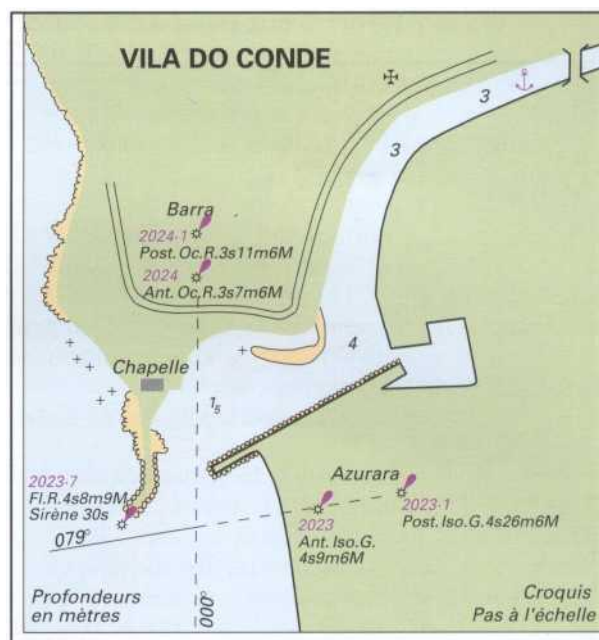 VILA DO CONDE
3
3
Barra
2024·1
Post.Oc.R.3s11m6M
2024
Ant.Oc.R.3s7m6M
4
Chapelle
1₅
2023·7
Fl.R.4s8m9M
Sirène 30s
Azurara
2023·1
Post.Iso.G.4s26m6M
2023
Ant.Iso.G.
4s9m6M
079°
000°
Profondeurs
en mètres
Croquis
Pas à l'échelle